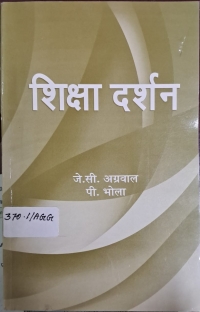 शिक्षा दर्शन
जे.सी. अग्रवाल
पी. भोला
370.1/AGG